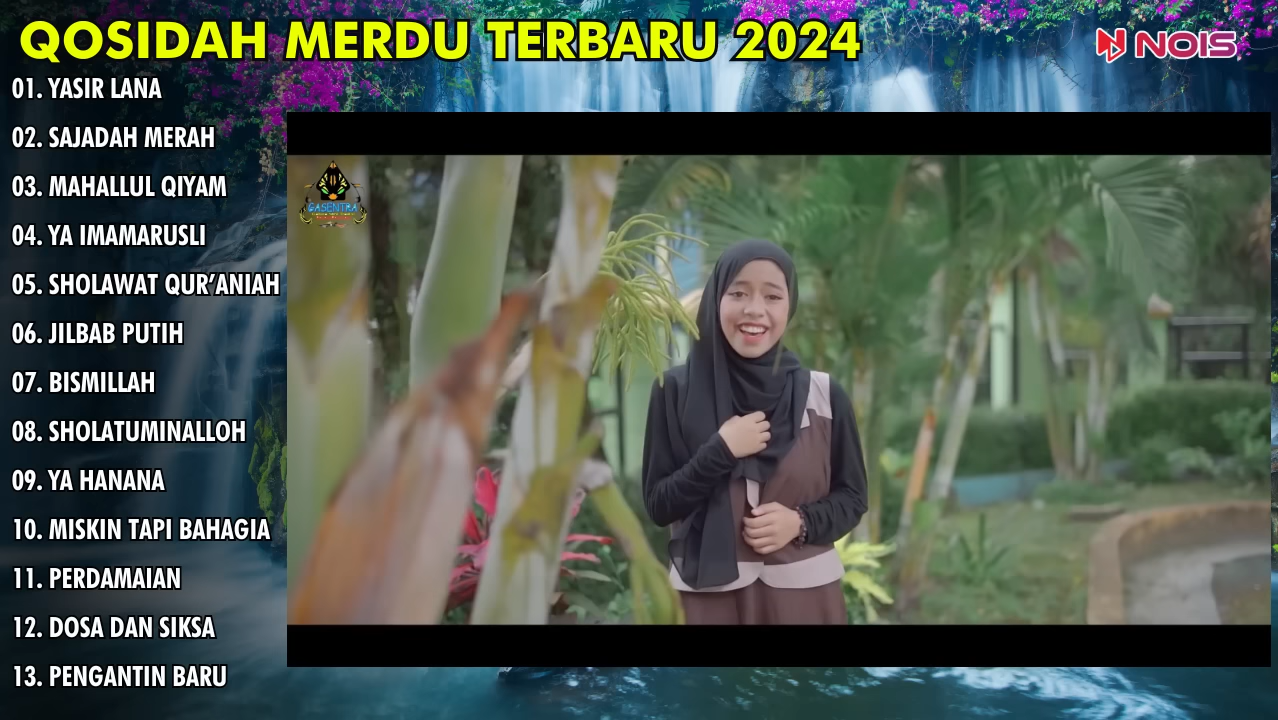 QOSIDAH MERDU TERBARU 2024
NOIS
01. YASIR LANA
02. SAJADAH MERAH
03. MAHALLUL QIYAM
04. YA IMAMARUSLI
05. SHOLAWAT QUR'ANIAH
06. JILBAB PUTIH
07. BISMILLAH
08. SHOLATUMINALLOH
09. YA HANANA
10. MISKIN TAPI BAHAGIA
11. PERDAMAIAN
12. DOSA DAN SIKSA
13. PENGANTIN BARU
GASENTRA